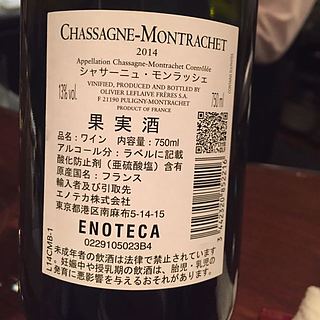 CHASSAGNE-MONTRACHET
2014
Appellation Chassagne-Montrachet Contrôlée
シャサーニュ・モンラッシェ
13% vol
VINIFIED, PRODUCED AND BOTTLED BY
OLIVIER LEFLAIVE FRÈRES S.A.
F 21190 PULIGNY-MONTRACHET
PRODUCT OF FRANCE
750ml
CONTAINS SULFITES
果実酒
品名：ワイン 内容量：750ml
アルコール分：ラベルに記載
酸化防止剤（亜硫酸塩）含有
原産国名：フランス
輸入者及び引取先
エノテカ株式会社
東京都港区南麻布5-14-15
ENOTECA
0229105023B4
L14CMB-1
未成年者の飲酒は法律で禁止されています
。妊娠中や授乳期の飲酒は、胎児・乳児の
発育に悪影響を与えるおそれがあります。